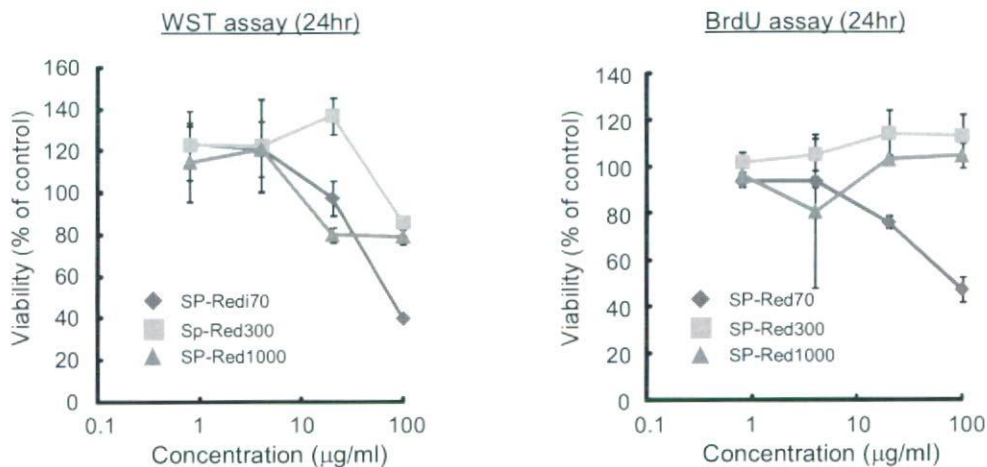 WST assay (24hr)
160
140
120
100
80
60
40
20
0
Viability (% of control)
SP-Redi70
Sp-Red300
SP-Red1000
0.1
1
10
100
Concentration (µg/ml)
BrdU assay (24hr)
140
120
100
80
60
40
20
0
Viability (% of control)
SP-Red70
SP-Red300
SP-Red1000
0.1
1
10
100
Concentration (µg/ml)